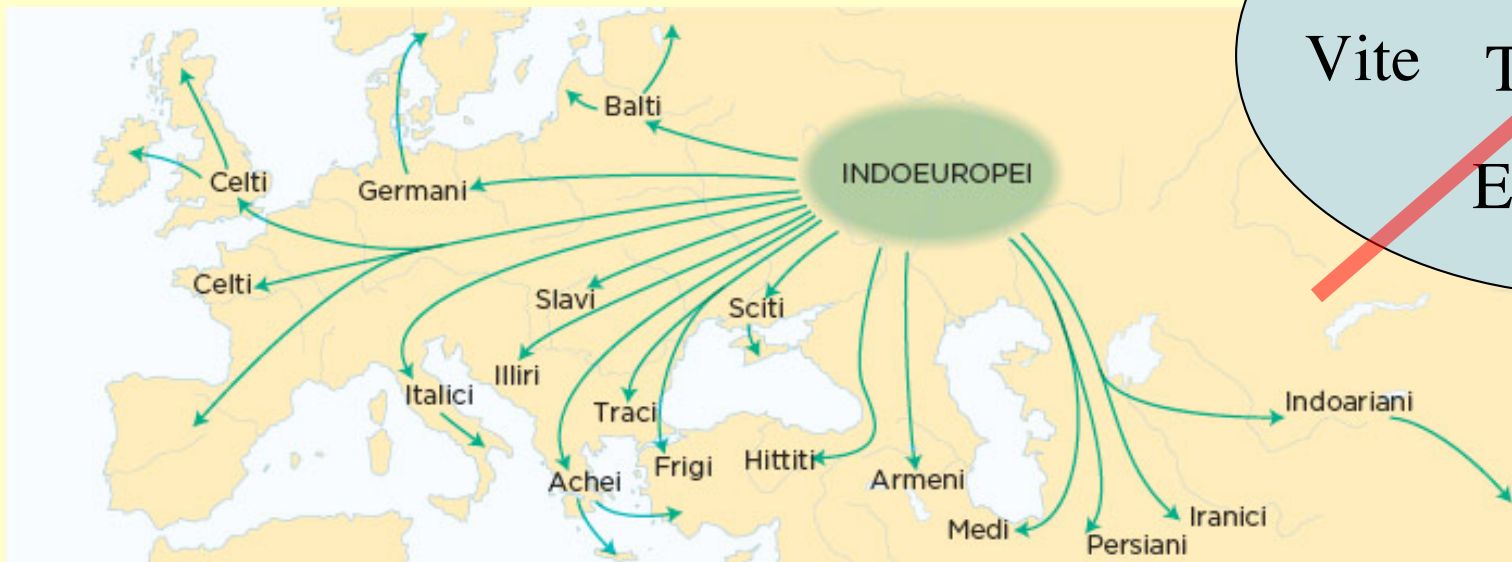 Vite
Balti
INDOEUROPEI
Celti
Germani
Celti
Slavi
Sciti
Illiri
Italici
Traci
Indoariani
Frigi
Hittiti
Achei
Armeni
Medi
Iranici
Persiani